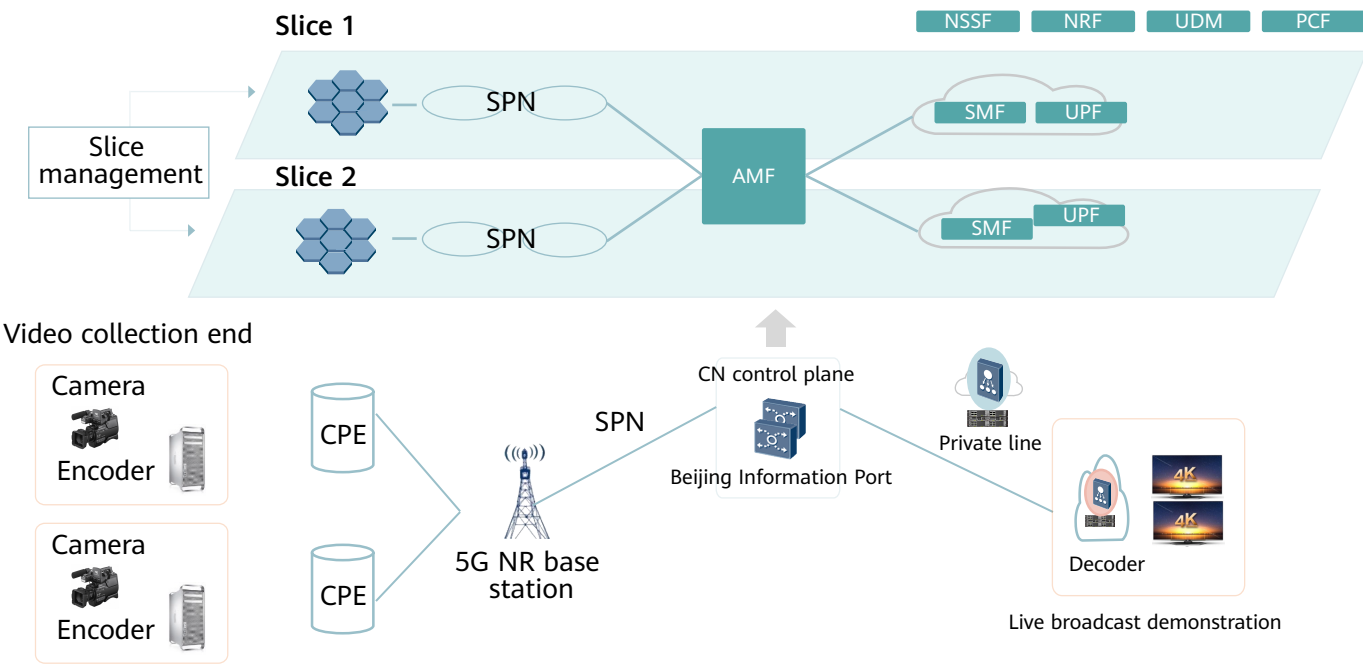 Slice 1
NSSF
NRF
UDM
PCF
SPN
SMF
UPF
Slice
management
AMF
Slice 2
SPN
SMF
UPF
Video collection end
Camera
Encoder
CPE
SPN
CN control plane
Beijing Information Port
Private line
4K
4K
Decoder
Live broadcast demonstration
5G NR base
station
Camera
Encoder
CPE